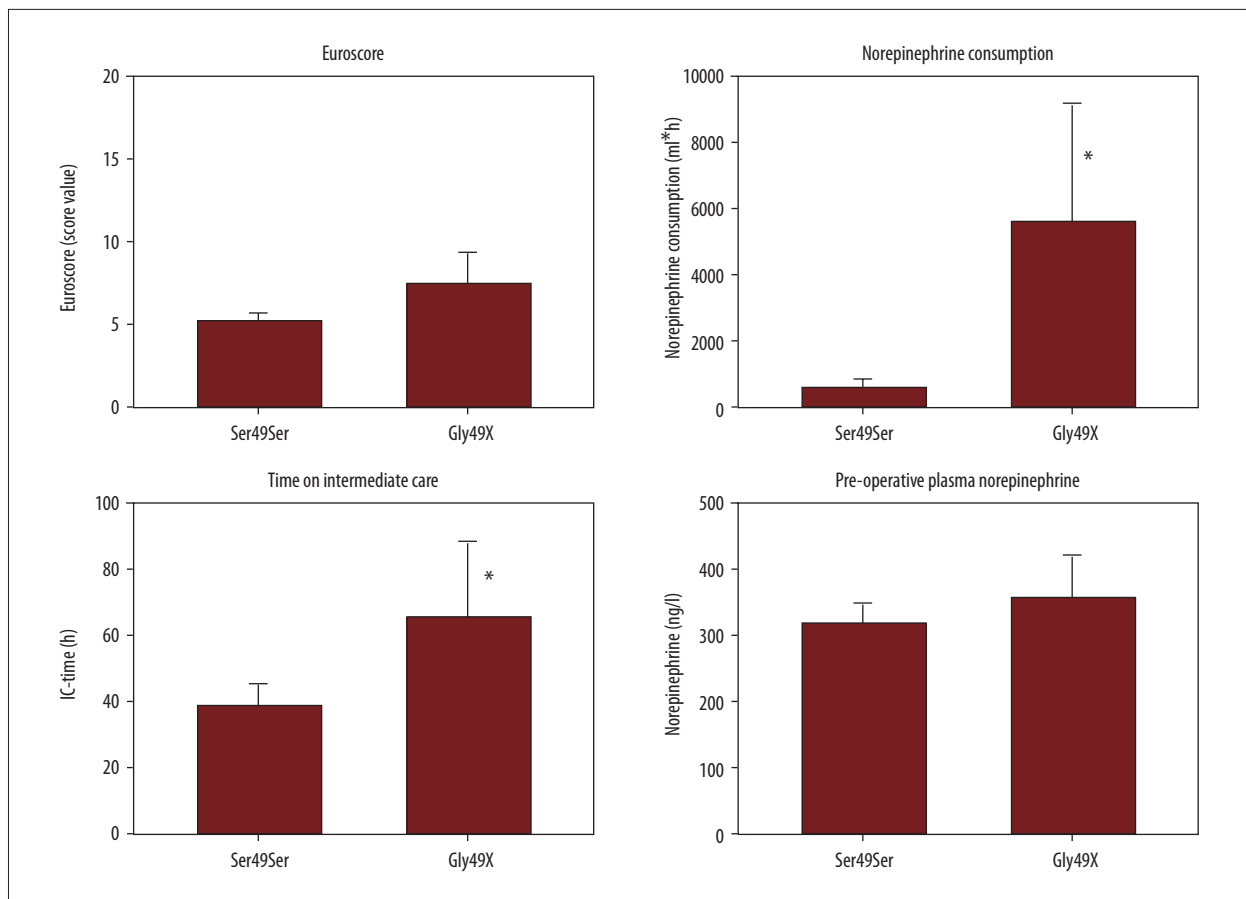 Euroscore
Euroscore (score value)
20
15
10
5
0
Ser49Ser
Gly49X
Norepinephrine consumption
Norepinephrine consumption (ml*h)
10000
8000
6000
4000
2000
0
*
Ser49Ser
Gly49X
Time on intermediate care
IC-time (h)
100
80
60
40
20
0
*
Ser49Ser
Gly49X
Pre-operative plasma norepinephrine
Norepinephrine (ng/l)
500
400
300
200
100
0
Ser49Ser
Gly49X